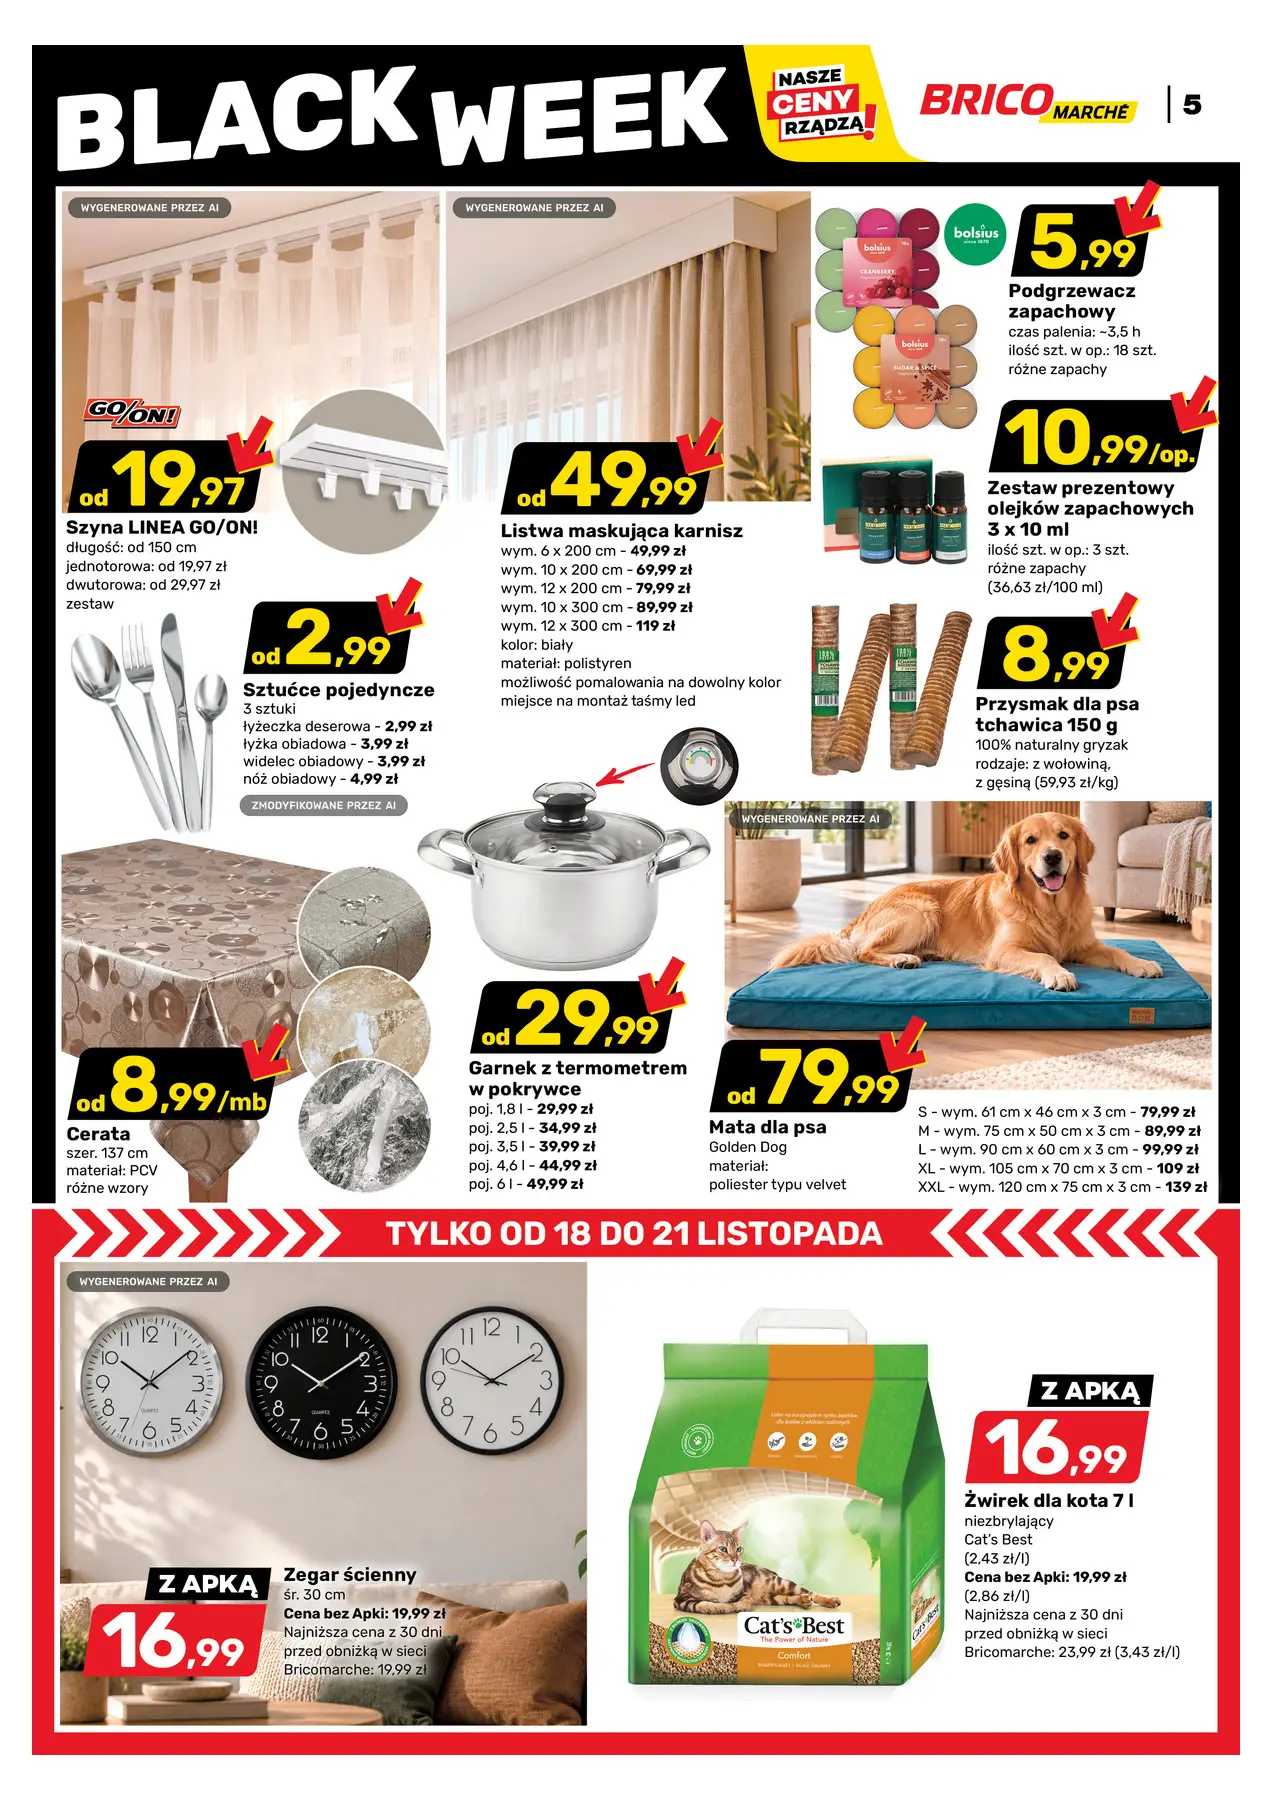 BLACK WEEK
NASZE
CENY
RZĄDZĄ!
BRICO
MARCHÉ
5
WYGENEROWANE PRZEZ AI
GO/ON!
od 19,97
Szyna LINEA GO/ON!
długość: od 150 cm
jednotorowa: od 19,97 zł
dwutorowa: od 29,97 zł
zestaw
WYGENEROWANE PRZEZ AI
od 49,99
Listwa maskująca karnisz
wym. 6 x 200 cm - 49,99 zł
wym. 10 x 200 cm - 69,99 zł
wym. 12 x 200 cm - 79,99 zł
wym. 10 x 300 cm - 89,99 zł
wym. 12 x 300 cm - 119 zł
kolor: biały
materiał: polistyren
możliwość pomalowania na dowolny kolor
miejsce na montaż taśmy led
bolsius
CRANBERRY
bolsius
SUGAR & SPICE
bolsius
since 1870
5,99
Podgrzewacz
zapachowy
czas palenia: ~3,5 h
ilość szt. w op.: 18 szt.
różne zapachy
10,99/op.
Zestaw prezentowy
olejków zapachowych
3 x 10 ml
ilość szt. w op.: 3 szt.
różne zapachy
(36,63 zł/100 ml)
od 2,99
Sztućce pojedyncze
3 sztuki
łyżeczka deserowa - 2,99 zł
łyżka obiadowa - 3,99 zł
widelec obiadowy - 3,99 zł
nóż obiadowy - 4,99 zł
ZMODYFIKOWANE PRZEZ AI
8,99
Przysmak dla psa
tchawica 150 g
100% naturalny gryzak
rodzaje: z wołowiną,
z gęsiną (59,93 zł/kg)
od 8,99/mb
Cerata
szer. 137 cm
materiał: PCV
różne wzory
od 29,99
Garnek z termometrem
w pokrywce
poj. 1,8 l - 29,99 zł
poj. 2,5 l - 34,99 zł
poj. 3,5 l - 39,99 zł
poj. 4,6 l - 44,99 zł
poj. 6 l - 49,99 zł
WYGENEROWANE PRZEZ AI
od 79,99
Mata dla psa
Golden Dog
materiał:
poliester typu velvet
S - wym. 61 cm x 46 cm x 3 cm - 79,99 zł
M - wym. 75 cm x 50 cm x 3 cm - 89,99 zł
L - wym. 90 cm x 60 cm x 3 cm - 99,99 zł
XL - wym. 105 cm x 70 cm x 3 cm - 109 zł
XXL - wym. 120 cm x 75 cm x 3 cm - 139 zł
TYLKO OD 18 DO 21 LISTOPADA
WYGENEROWANE PRZEZ AI
QUARTZ
QUARTZ
Z APKĄ
16,99
Zegar ścienny
śr. 30 cm
Cena bez Apki: 19,99 zł
Najniższa cena z 30 dni
przed obniżką w sieci
Bricomarche: 19,99 zł
Cat's Best
The Power of Nature
Comfort
Z APKĄ
16,99
Żwirek dla kota 7 l
niezbrylający
Cat's Best
(2,43 zł/l)
Cena bez Apki: 19,99 zł
(2,86 zł/l)
Najniższa cena z 30 dni
przed obniżką w sieci
Bricomarche: 23,99 zł (3,43 zł/l)